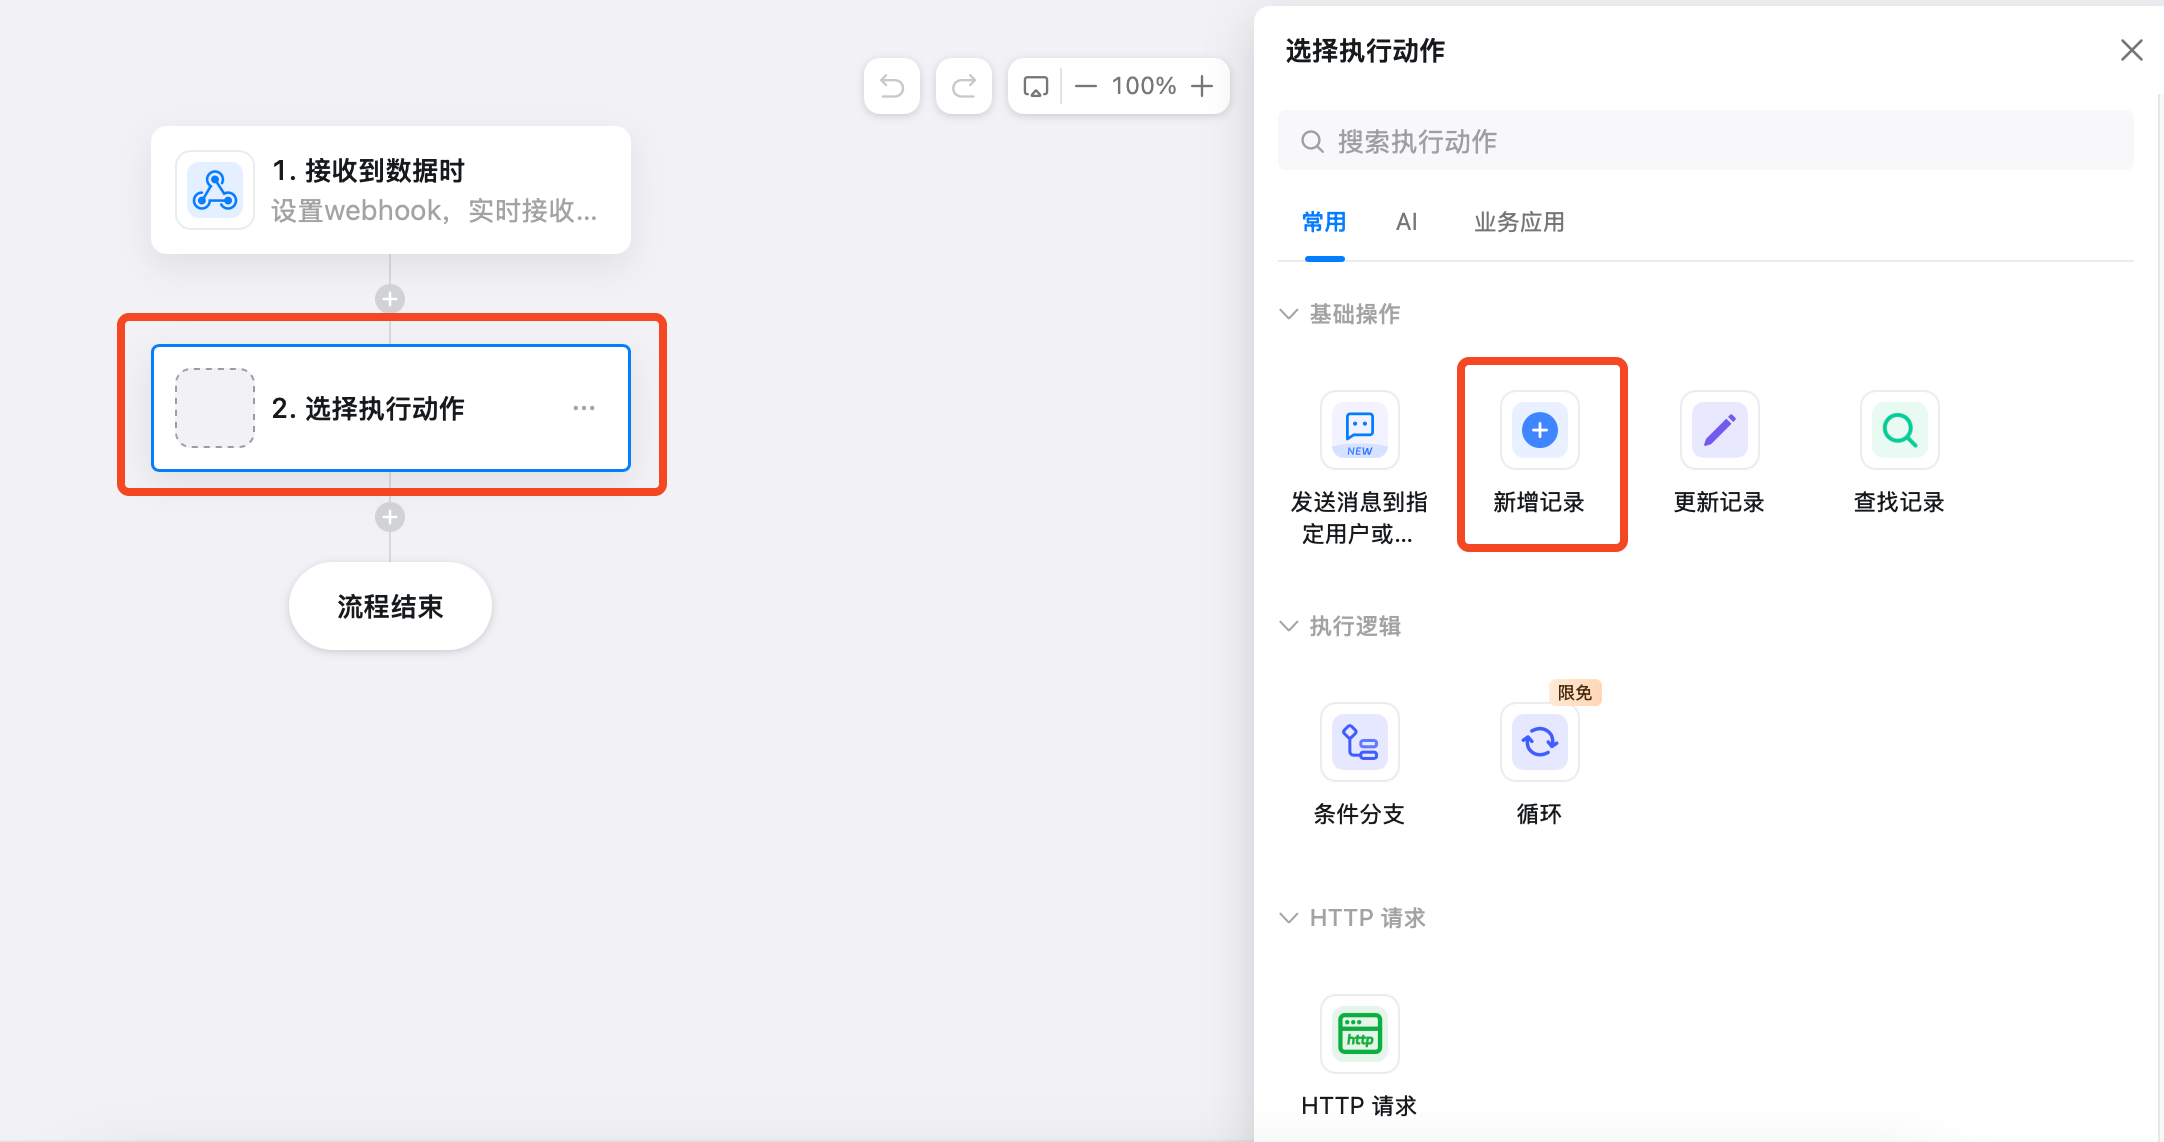 100%
1. 接收到数据时
设置webhook，实时接收...
2. 选择执行动作
流程结束
选择执行动作
搜索执行动作
常用
AI
业务应用
基础操作
NEW
发送消息到指
定用户或...
新增记录
更新记录
查找记录
执行逻辑
限免
条件分支
循环
HTTP 请求
http
HTTP 请求